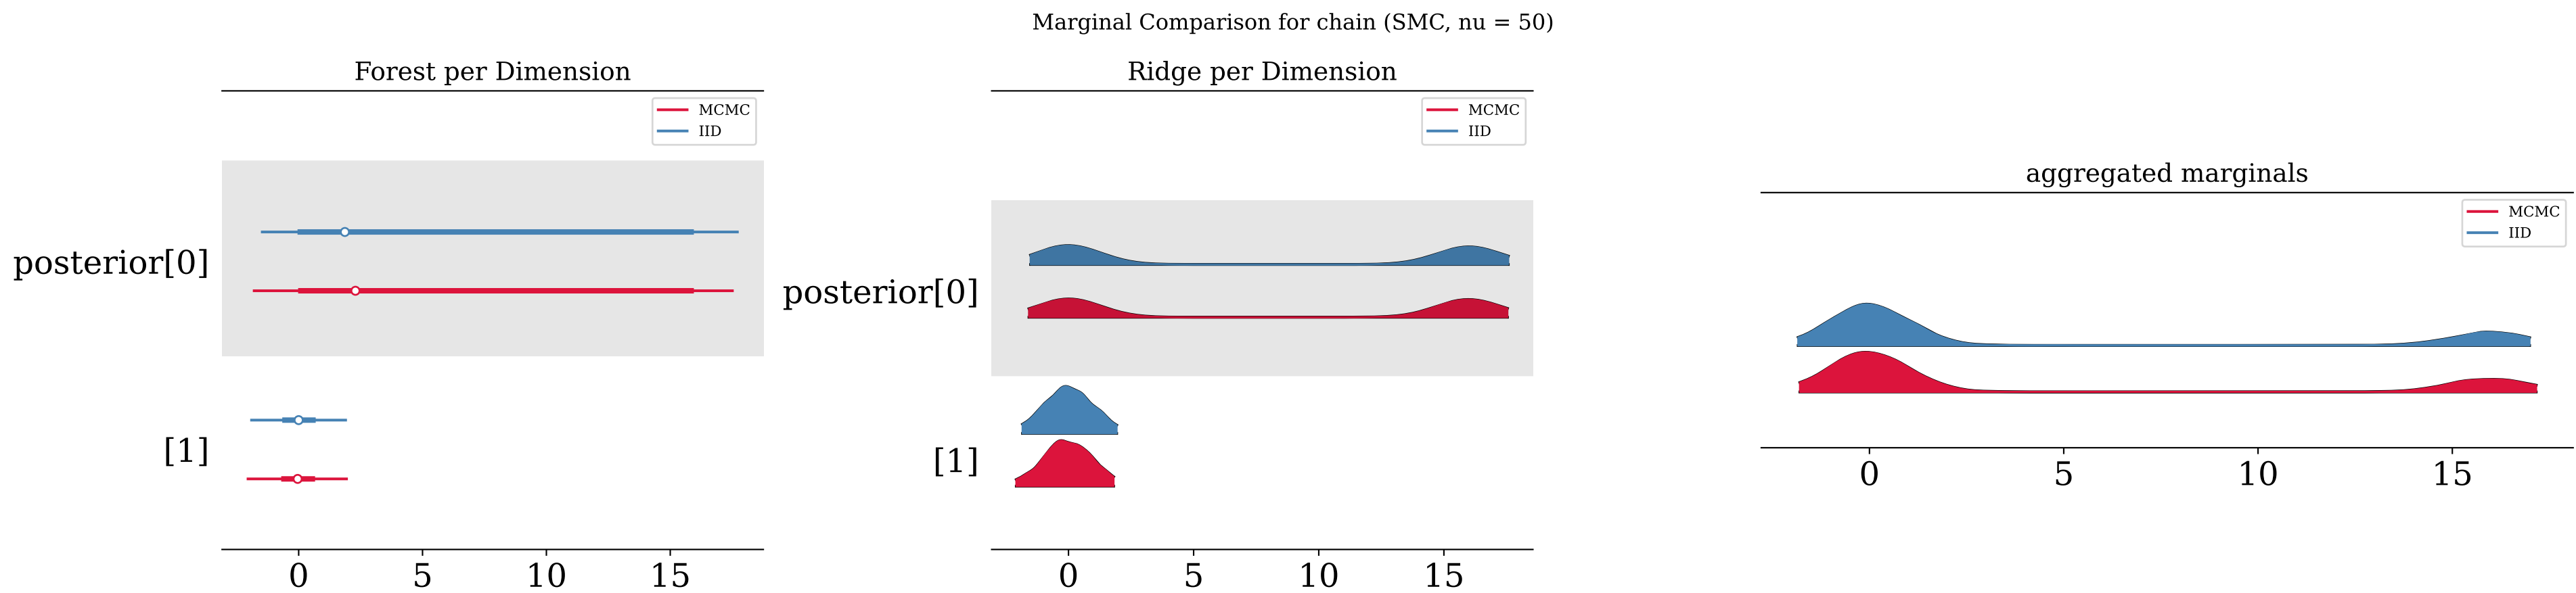 Marginal Comparison for chain (SMC, nu = 50)
Forest per Dimension
MCMC
IID
posterior[0]
[1]
0 5 10 15
Ridge per Dimension
MCMC
IID
posterior[0]
[1]
0 5 10 15
aggregated marginals
MCMC
IID
0 5 10 15